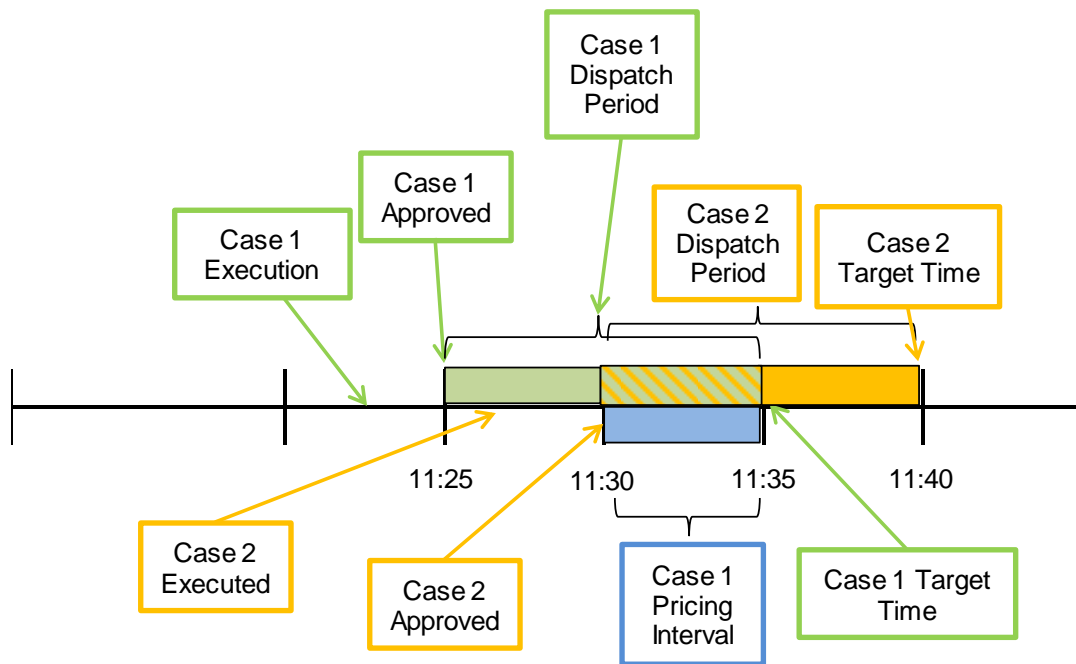 Case 1
Dispatch
Period
Case 1
Approved
Case 2
Dispatch
Period
Case 2
Target Time
Case 1
Execution
11:25
11:30
11:35
11:40
Case 2
Executed
Case 2
Approved
Case 1
Pricing
Interval
Case 1 Target
Time